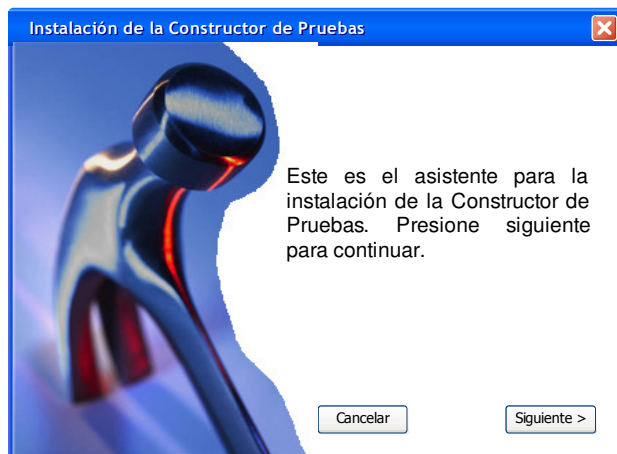 Instalación de la Constructor de Pruebas
Este es el asistente para la
instalación de la Constructor de
Pruebas. Presione siguiente
para continuar.
Cancelar
Siguiente >